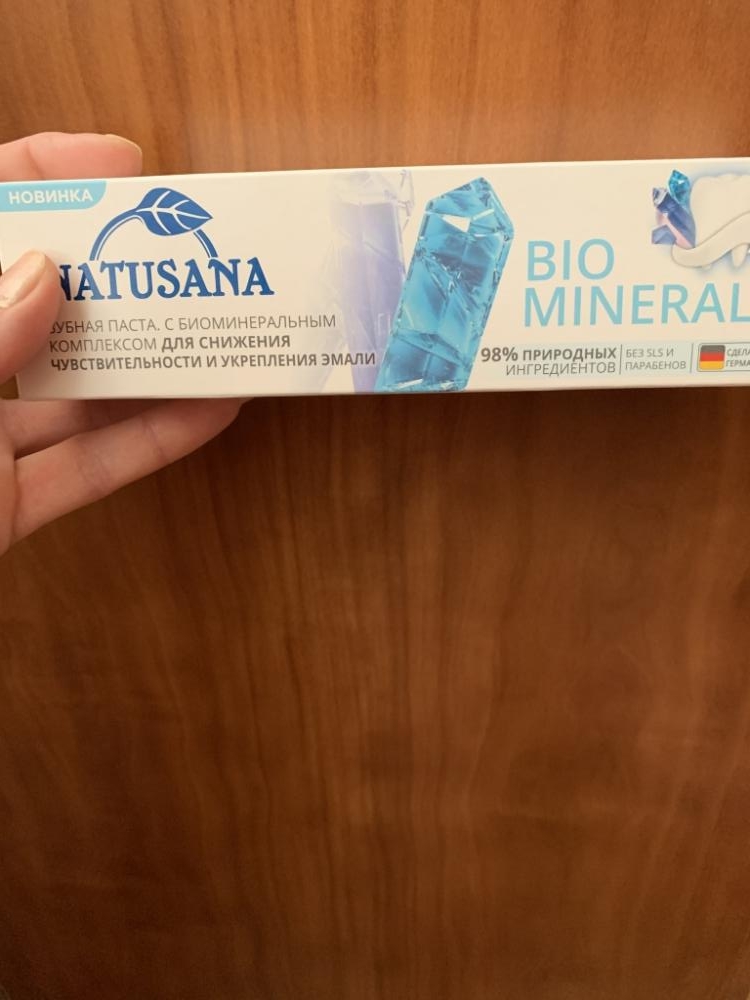 НОВИНКА
NATUSANA
ЗУБНАЯ ПАСТА. С БИОМИНЕРАЛЬНЫМ
КОМПЛЕКСОМ ДЛЯ СНИЖЕНИЯ
ЧУВСТВИТЕЛЬНОСТИ И УКРЕПЛЕНИЯ ЭМАЛИ
BIO
MINERAL
98% ПРИРОДНЫХ
ИНГРЕДИЕНТОВ
БЕЗ SLS И
ПАРАБЕНОВ